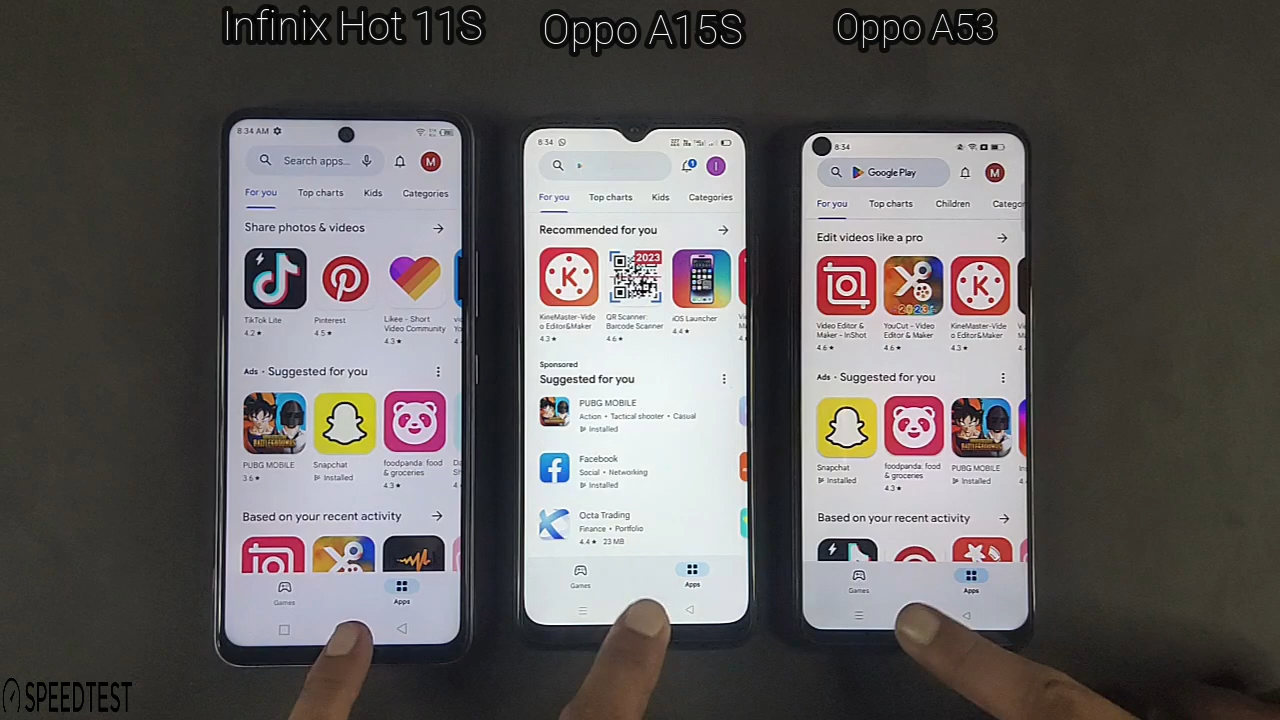 Infinix Hot 11S
Oppo A15S
Oppo A53
8:34 AM
Search apps...
M
For you
Top charts
Kids
Categories
Share photos & videos
TikTok Lite
4.2 ★
Pinterest
4.5 ★
Likee - Short
Video Community
4.3 ★
Ads • Suggested for you
PUBG MOBILE
3.6 ★
Snapchat
Installed
foodpanda: food
& groceries
4.3 ★
Based on your recent activity
Games
Apps
8:34
1
I
For you
Top charts
Kids
Categories
Recommended for you
K
2023
KineMaster-Vide
o Editor&Maker
4.3 ★
QR Scanner:
Barcode Scanner
4.6 ★
iOS Launcher
4.4 ★
Sponsored
Suggested for you
PUBG MOBILE
Action • Tactical shooter • Casual
Installed
Facebook
Social • Networking
Installed
Octa Trading
Finance • Portfolio
4.4 ★ 23 MB
Games
Apps
8:34
Google Play
M
For you
Top charts
Children
Categor
Edit videos like a pro
2023
K
Video Editor &
Maker - InShot
4.6 ★
YouCut - Video
Editor & Maker
4.6 ★
KineMaster-Vide
o Editor&Maker
4.3 ★
Ads • Suggested for you
Snapchat
Installed
foodpanda: food
& groceries
4.3 ★
PUBG MOBILE
Installed
Based on your recent activity
Games
Apps
SPEEDTEST